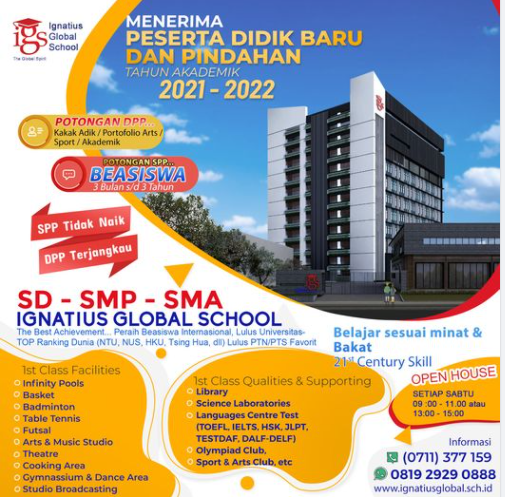 igs
Ignatius
Global
School
The Global Spirit
MENERIMA
PESERTA DIDIK BARU
DAN PINDAHAN
TAHUN AKADEMIK
2021 - 2022
POTONGAN DPP...
Kakak Adik / Portofolio Arts /
Sport / Akademik
POTONGAN SPP...
BEASISWA
3 Bulan s/d 3 Tahun
SPP Tidak Naik
DPP Terjangkau
SD - SMP - SMA
IGNATIUS GLOBAL SCHOOL
The Best Achievement... Peraih Beasiswa Internasional, Lulus Universitas-
TOP Ranking Dunia (NTU, NUS, HKU, Tsing Hua, dll) Lulus PTN/PTS Favorit
Belajar sesuai minat &
Bakat
21st Century Skill
1st Class Facilities
Infinity Pools
Basket
Badminton
Table Tennis
Futsal
Arts & Music Studio
Theatre
Cooking Area
Gymnassium & Dance Area
Studio Broadcasting
1st Class Qualities & Supporting
Library
Science Laboratories
Languages Centre Test
(TOEFL, IELTS, HSK, JLPT,
TESTDAF, DALF-DELF)
Olympiad Club,
Sport & Arts Club, etc
OPEN HOUSE
SETIAP SABTU
09 :00 - 11.00 atau
13:00 - 15:00
Informasi
(0711) 377 159
0819 2929 0888
www.ignatiusglobal.sch.id